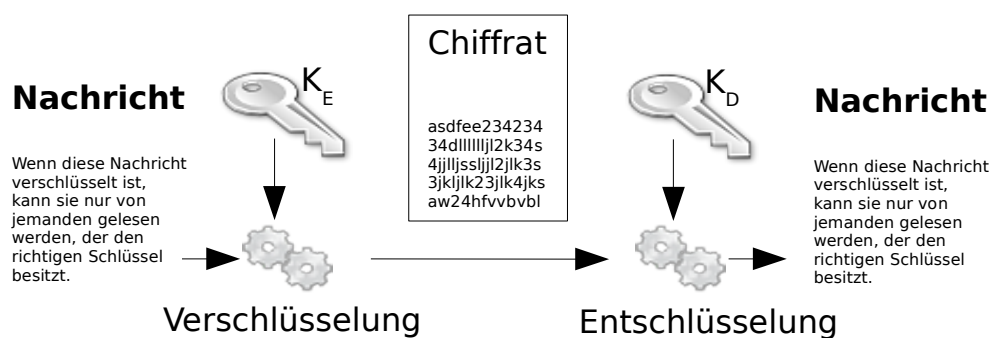 Nachricht
Wenn diese Nachricht
verschlüsselt ist,
kann sie nur von
jemanden gelesen
werden, der den
richtigen Schlüssel
besitzt.
K_E
Verschlüsselung
Chiffrat
asdfee234234
34dlllllljl2k34s
4jjlljssljjl2jlk3s
3jkljlk23jlk4jks
aw24hfvvbvbl
K_D
Entschlüsselung
Nachricht
Wenn diese Nachricht
verschlüsselt ist,
kann sie nur von
jemanden gelesen
werden, der den
richtigen Schlüssel
besitzt.